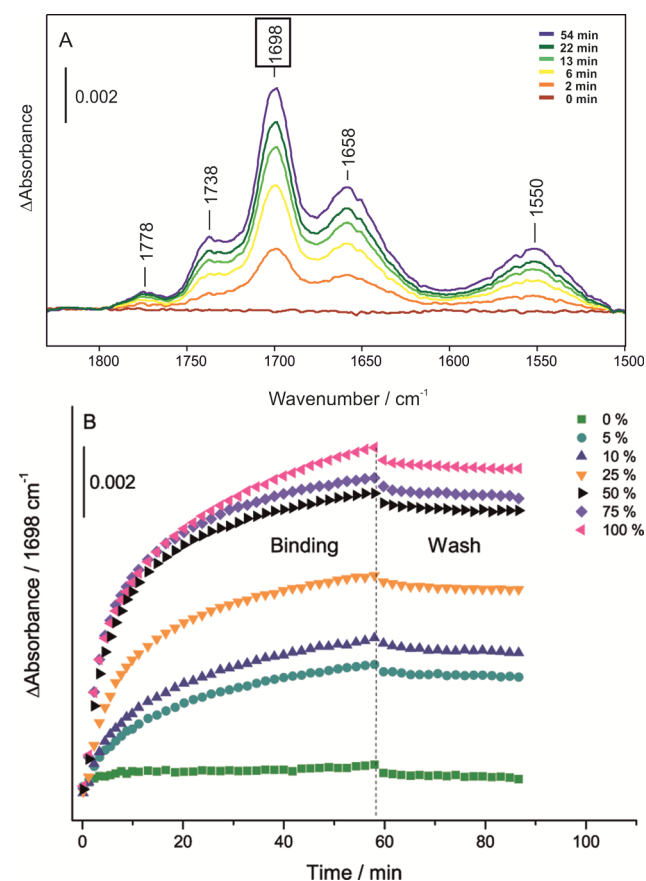 A
0.002
ΔAbsorbance
1778
1738
1698
1658
1550
54 min
22 min
13 min
6 min
2 min
0 min
1800 1750 1700 1650 1600 1550 1500
Wavenumber / cm⁻¹
B
0.002
ΔAbsorbance / 1698 cm⁻¹
0 %
5 %
10 %
25 %
50 %
75 %
100 %
Binding Wash
0 20 40 60 80 100
Time / min